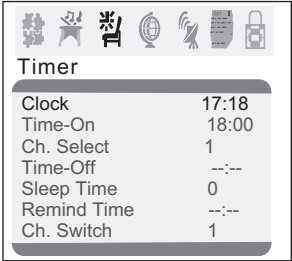 Timer
Clock 17:18
Time-On 18:00
Ch. Select 1
Time-Off --:--
Sleep Time 0
Remind Time --:--
Ch. Switch 1